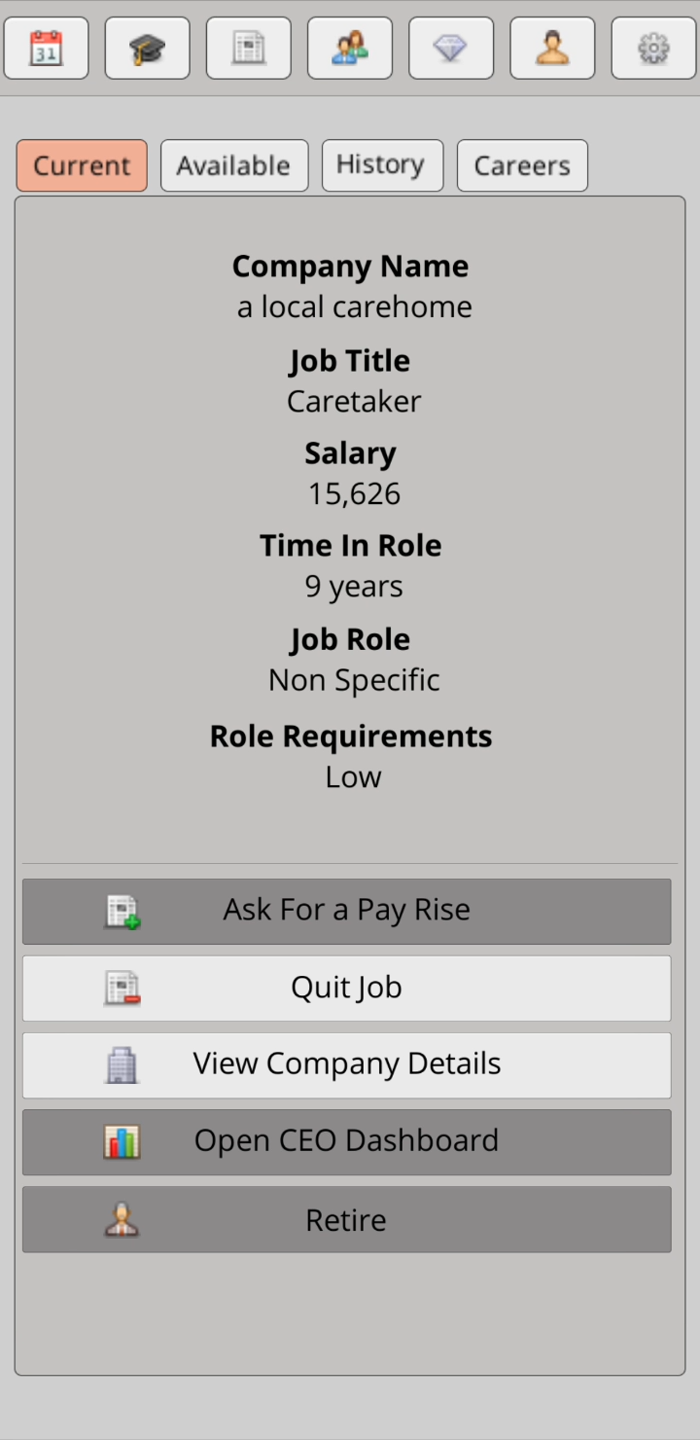 31
Current
Available
History
Careers
Company Name
a local carehome
Job Title
Caretaker
Salary
15,626
Time In Role
9 years
Job Role
Non Specific
Role Requirements
Low
Ask For a Pay Rise
Quit Job
View Company Details
Open CEO Dashboard
Retire